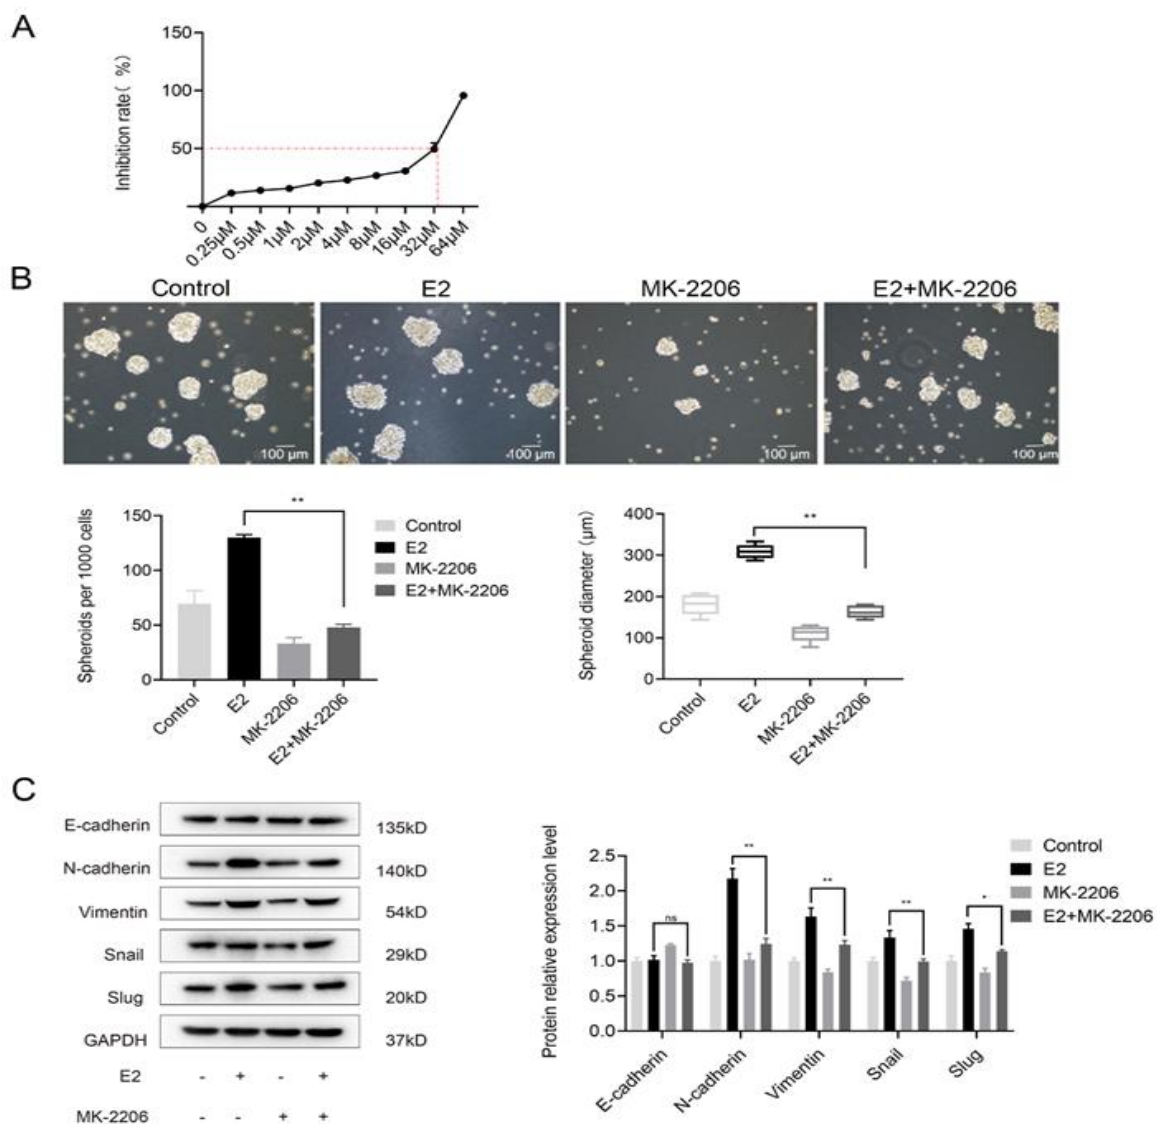 A
150
100
50
Inhibition rate( %)
0
0.25μM
0.5μM
1μM
2μM
4μM
8μM
16μM
32μM
64μM
B
Control E2 MK-2206 E2+MK-2206
100 μm 100 μm 100 μm 100 μm
Spheroids per 1000 cells
150
100
50
0
**
Control
E2
MK-2206
E2+MK-2206
Control
E2
MK-2206
E2+MK-2206
Spheroid diameter (μm)
400
300
200
100
0
**
Control
E2
MK-2206
E2+MK-2206
C
E-cadherin 135kD
N-cadherin 140kD
Vimentin 54kD
Snail 29kD
Slug 20kD
GAPDH 37kD
E2 - + - +
MK-2206 - - + +
Protein relative expression level
2.5
2.0
1.5
1.0
0.5
0.0
ns
**
**
**
*
Control
E2
MK-2206
E2+MK-2206
E-cadherin
N-cadherin
Vimentin
Snail
Slug